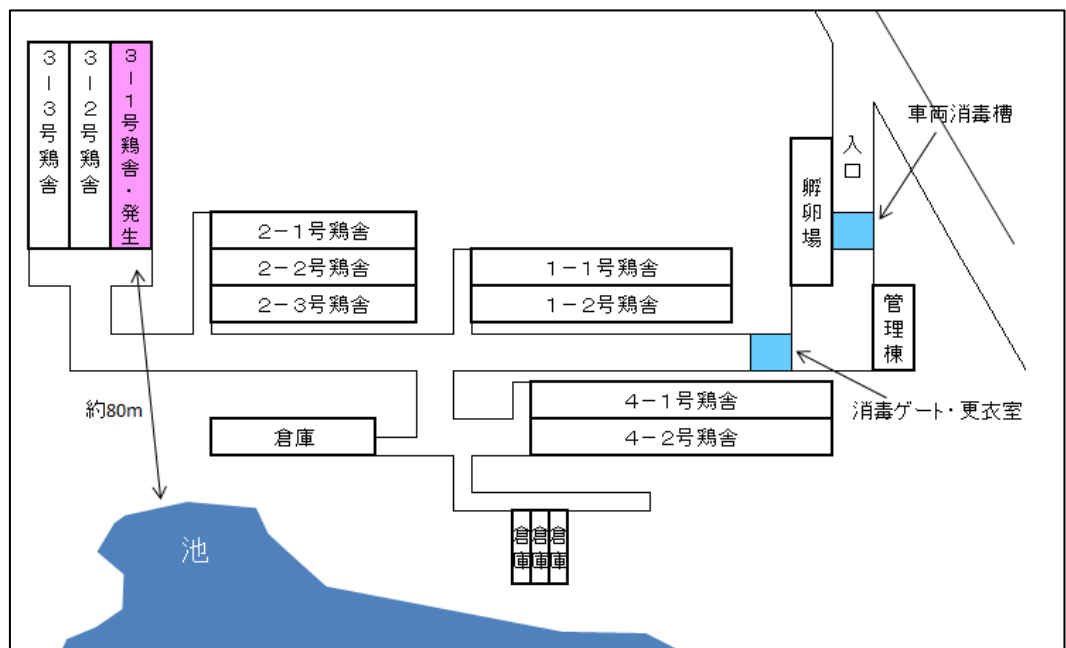 3-3号鶏舎
3-2号鶏舎
3-1号鶏舎・発生
車両消毒槽
入口
孵卵場
2-1号鶏舎
2-2号鶏舎
2-3号鶏舎
1-1号鶏舎
1-2号鶏舎
管理棟
約80m
4-1号鶏舎
4-2号鶏舎
消毒ゲート・更衣室
倉庫
倉庫
倉庫
倉庫
池